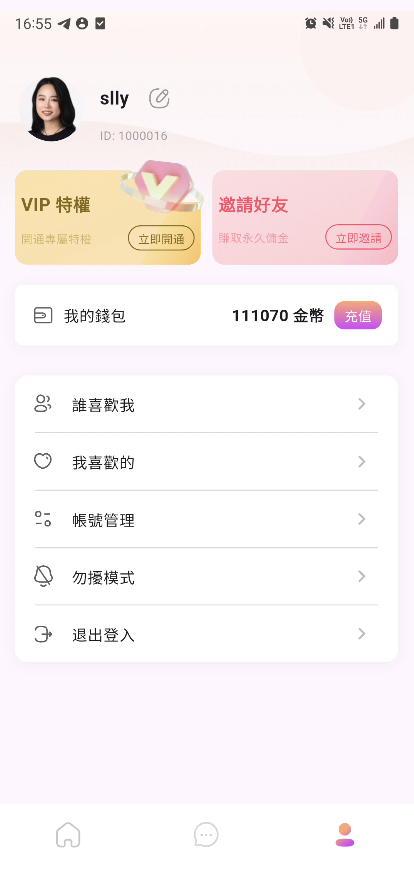 16:55 Vo)) LTE1 5G
slly
ID: 1000016
VIP 特權
開通專屬特權 立即開通
邀請好友
賺取永久傭金 立即邀請
我的錢包 111070 金幣 充值
誰喜歡我
我喜歡的
帳號管理
勿擾模式
退出登入